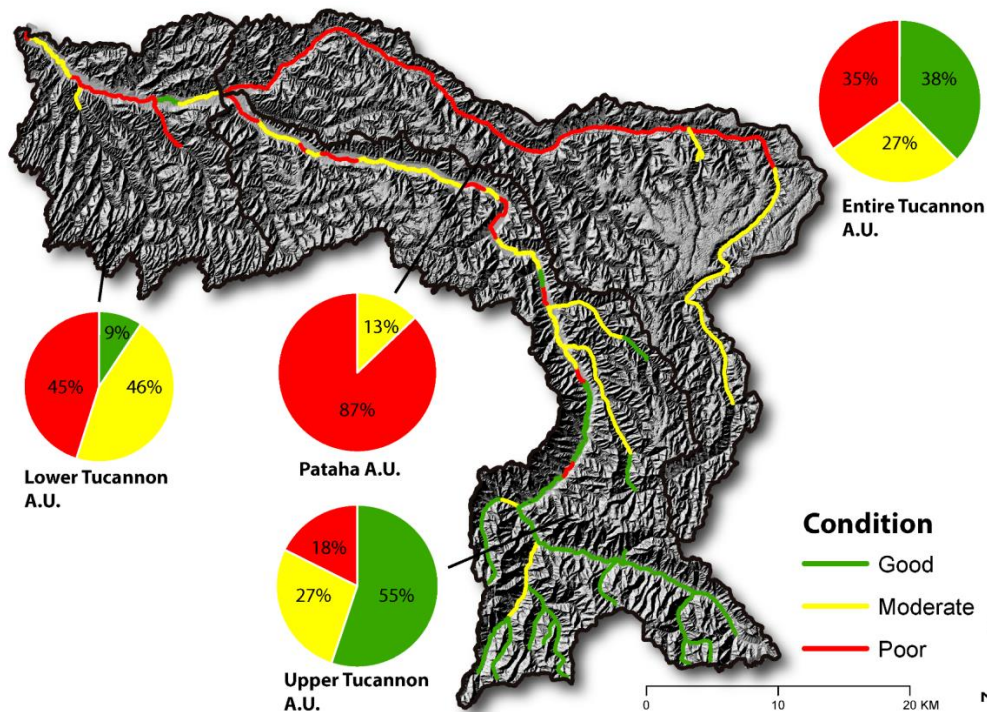 35%
38%
27%
Entire Tucannon
A.U.
9%
45%
46%
Lower Tucannon
A.U.
13%
87%
Pataha A.U.
18%
27%
55%
Upper Tucannon
A.U.
Condition
Good
Moderate
Poor
0
10
20 KM